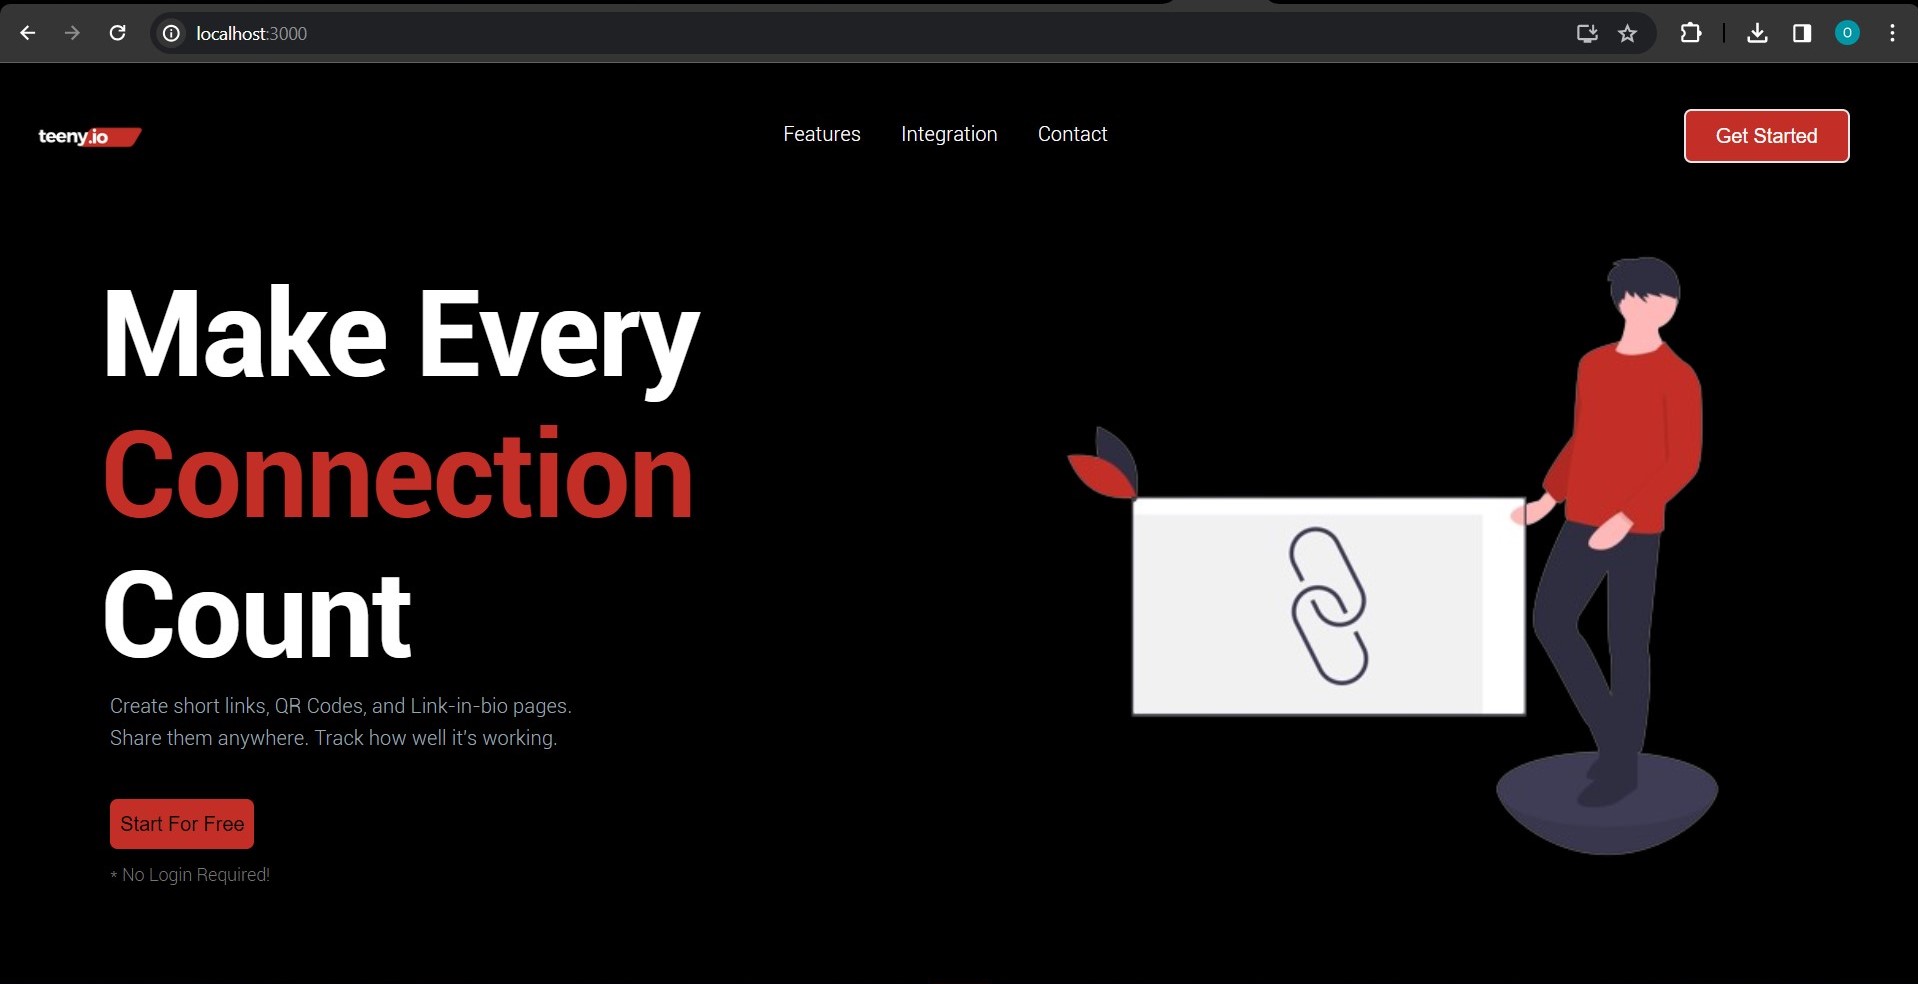 localhost:3000
O
teeny.io
Features Integration Contact
Get Started
Make Every
Connection
Count
Create short links, QR Codes, and Link-in-bio pages.
Share them anywhere. Track how well it's working.
Start For Free
* No Login Required!